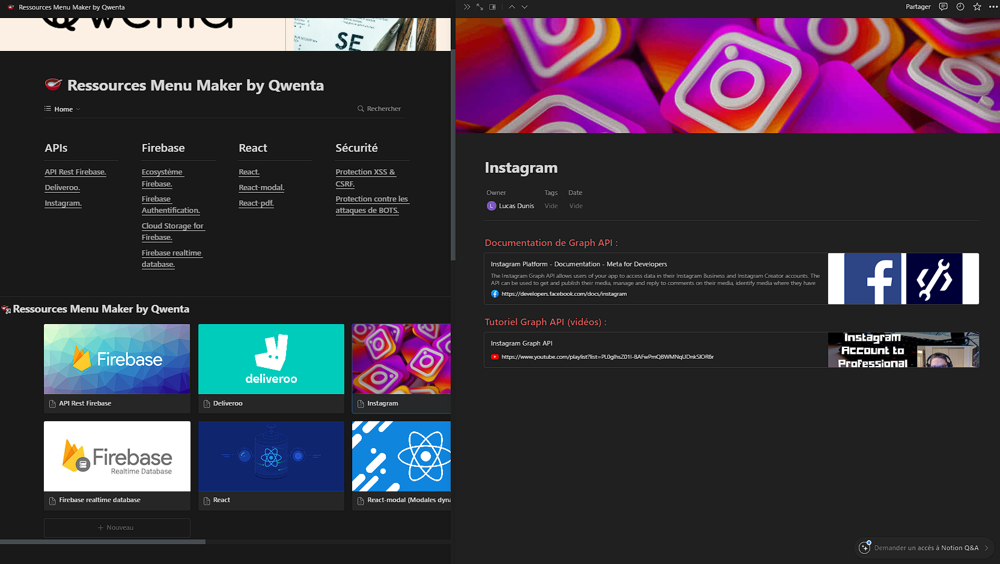 Ressources Menu Maker by Qwenta
Qwenta
SE
Ressources Menu Maker by Qwenta
Home
Rechercher
APIs
API Rest Firebase.
Deliveroo.
Instagram.
Firebase
Ecosystème
Firebase.
Firebase
Authentification.
Cloud Storage for
Firebase.
Firebase realtime
database.
React
React.
React-modal.
React-pdf.
Sécurité
Protection XSS &
CSRF.
Protection contre les
attaques de BOTS.
Ressources Menu Maker by Qwenta
Firebase
API Rest Firebase
deliveroo
Deliveroo
Instagram
Firebase
Realtime Database
Firebase realtime database
React
React-modal (Modales dyna
+ Nouveau
Partager
Instagram
Owner
Tags
Date
L Lucas Dunis
Vide
Vide
Documentation de Graph API :
Instagram Platform - Documentation - Meta for Developers
The Instagram Graph API allows users of your app to access data in their Instagram Business and Instagram Creator accounts. The
API can be used to get and publish their media, manage and reply to comments on their media, identify media where they have
https://developers.facebook.com/docs/instagram
Tutoriel Graph API (vidéos) :
Instagram Graph API
Instagram
Account to
Professional
Demander un accès à Notion Q&A